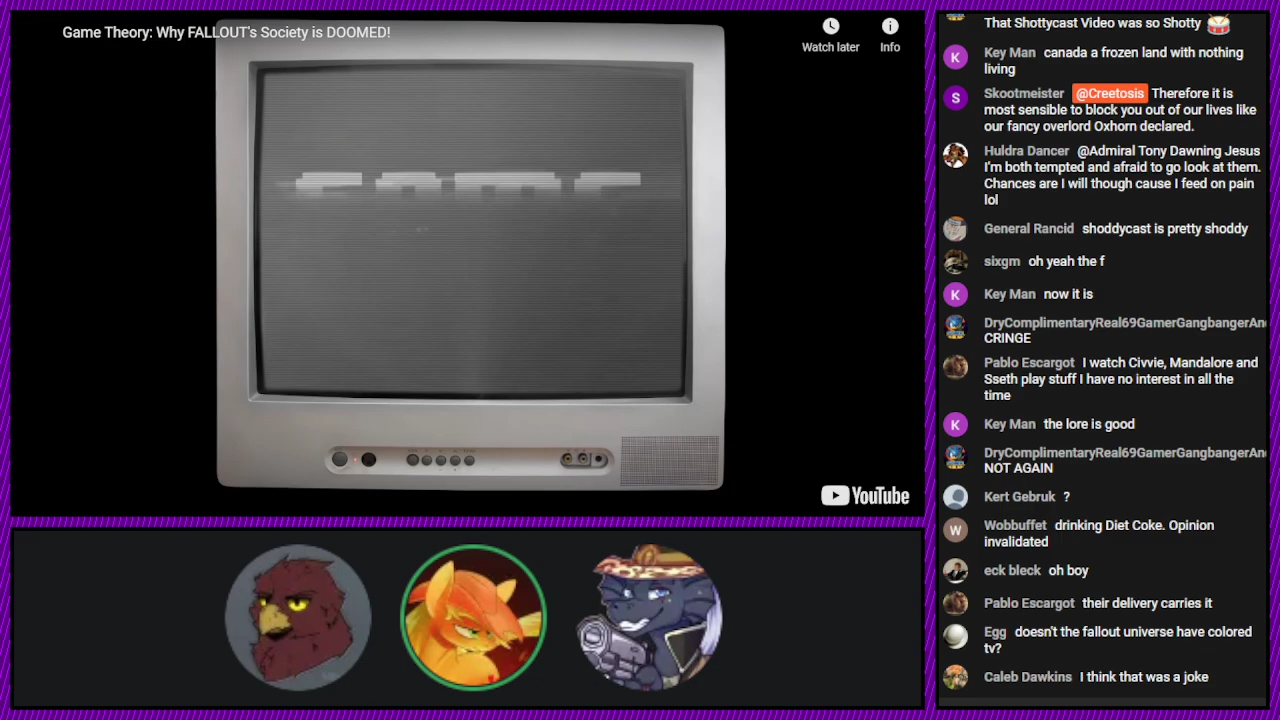 Game Theory: Why FALLOUT's Society is DOOMED!
Watch later
Info
YouTube
That Shottycast Video was so Shotty
K
Key Man canada a frozen land with nothing
living
S
Skootmeister @Creetosis Therefore it is
most sensible to block you out of our lives like
our fancy overlord Oxhorn declared.
Huldra Dancer @Admiral Tony Dawning Jesus
I'm both tempted and afraid to go look at them.
Chances are I will though cause I feed on pain
lol
General Rancid shoddycast is pretty shoddy
sixgm oh yeah the f
K
Key Man now it is
DryComplimentaryReal69GamerGangbangerAn
CRINGE
Pablo Escargot I watch Civvie, Mandalore and
Sseth play stuff I have no interest in all the
time
K
Key Man the lore is good
DryComplimentaryReal69GamerGangbangerAn
NOT AGAIN
Kert Gebruk ?
W
Wobbuffet drinking Diet Coke. Opinion
invalidated
eck bleck oh boy
Pablo Escargot their delivery carries it
Egg doesn't the fallout universe have colored
tv?
Caleb Dawkins I think that was a joke